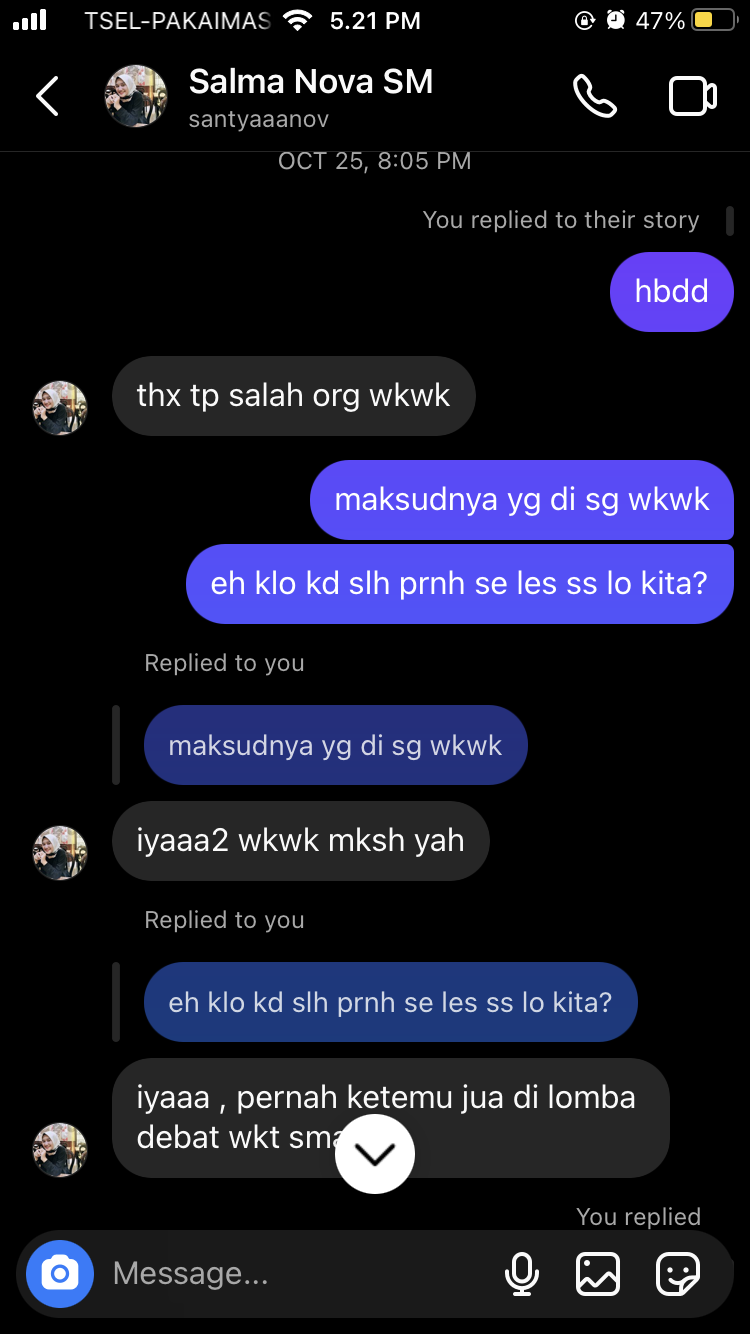 TSEL-PAKAIMAS 5.21 PM 47%
Salma Nova SM
santyaaanov
OCT 25, 8:05 PM
You replied to their story
hbdd
thx tp salah org wkwk
maksudnya yg di sg wkwk
eh klo kd slh prnh se les ss lo kita?
Replied to you
maksudnya yg di sg wkwk
iyaaa2 wkwk mksh yah
Replied to you
eh klo kd slh prnh se les ss lo kita?
iyaaa , pernah ketemu jua di lomba
debat wkt sma
You replied
Message...